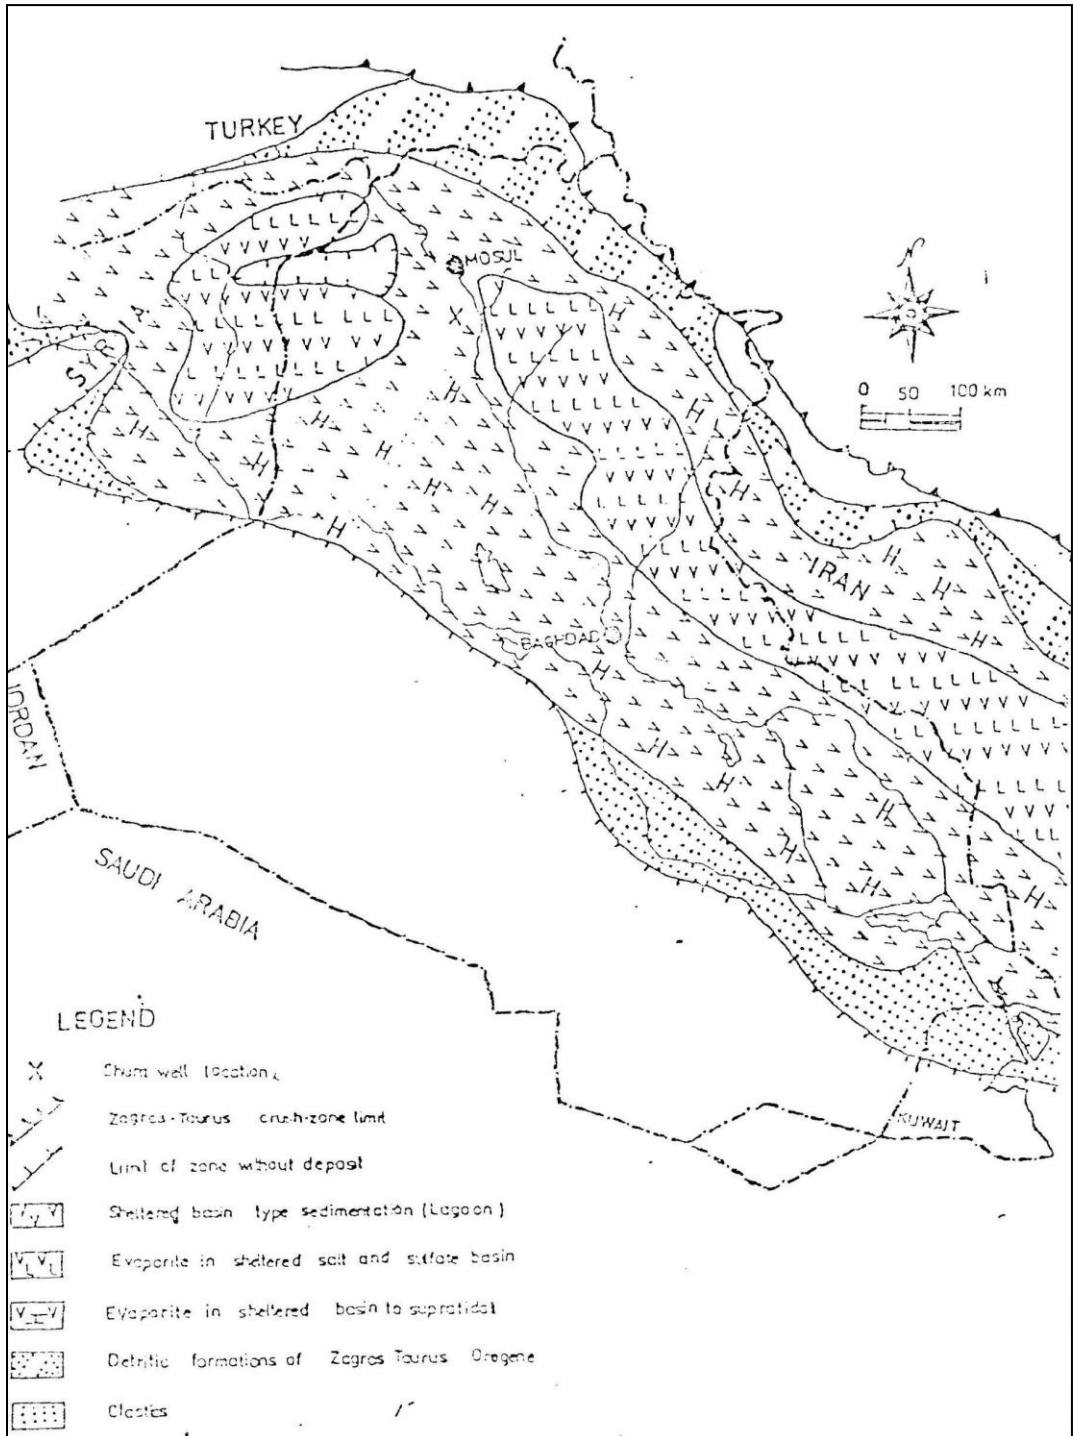 TURKEY
MOSUL
N
SYRIA
0 50 100 km
IRAN
BAGHDAD
JORDAN
SAUDI ARABIA
KUWAIT
LEGEND
X well location
Zagros-Taurus crush-zone limit
Limit of zone without deposit
Sheltered basin type sedimentation (Lagoon)
Evaporite in sheltered salt and sulfate basin
Evaporite in sheltered basin to supratidal
Detritic formations of Zagros Taurus Orogene
Clastics